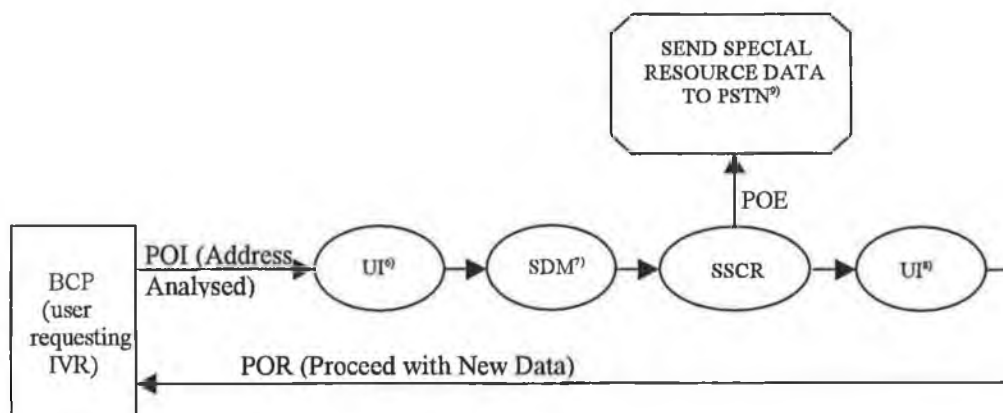 SEND SPECIAL
RESOURCE DATA
TO PSTN⁹⁾
POE
BCP
(user
requesting
IVR)
POI (Address
Analysed)
UI⁶⁾
SDM⁷⁾
SSCR
UI⁸⁾
POR (Proceed with New Data)